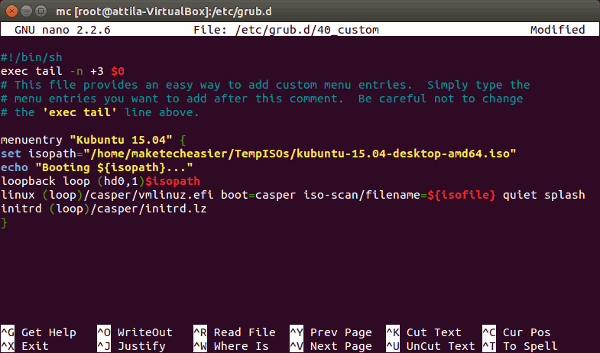 mc [root@attila-VirtualBox]:/etc/grub.d
GNU nano 2.2.6 File: /etc/grub.d/40_custom Modified
#!/bin/sh
exec tail -n +3 $0
# This file provides an easy way to add custom menu entries.  Simply type the
# menu entries you want to add after this comment.  Be careful not to change
# the 'exec tail' line above.
menuentry "Kubuntu 15.04" {
set isopath="/home/maketecheasier/TempISOs/kubuntu-15.04-desktop-amd64.iso"
echo "Booting ${isopath}..."
loopback loop (hd0,1)$isopath
linux (loop)/casper/vmlinuz.efi boot=casper iso-scan/filename=${isofile} quiet splash
initrd (loop)/casper/initrd.lz
}
^G Get Help ^O WriteOut ^R Read File ^Y Prev Page ^K Cut Text ^C Cur Pos
^X Exit ^J Justify ^W Where Is ^V Next Page ^U UnCut Text ^T To Spell